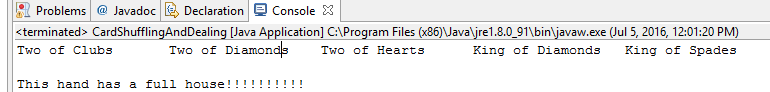 Problems @ Javadoc Declaration Console
<terminated> CardShufflingAndDealing [Java Application] C:\Program Files (x86)\Java\jre1.8.0_91\bin\javaw.exe (Jul 5, 2016, 12:01:20 PM)
Two of Clubs Two of Diamonds Two of Hearts King of Diamonds King of Spades
This hand has a full house!!!!!!!!!!